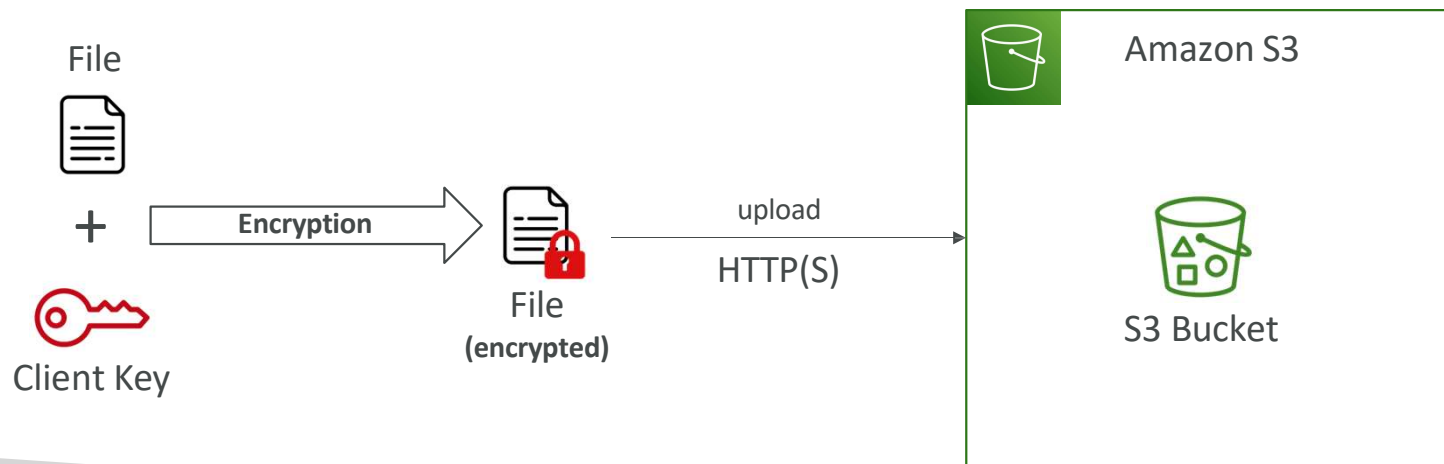 File
+
Client Key
Encryption
File
(encrypted)
upload
HTTP(S)
Amazon S3
S3 Bucket